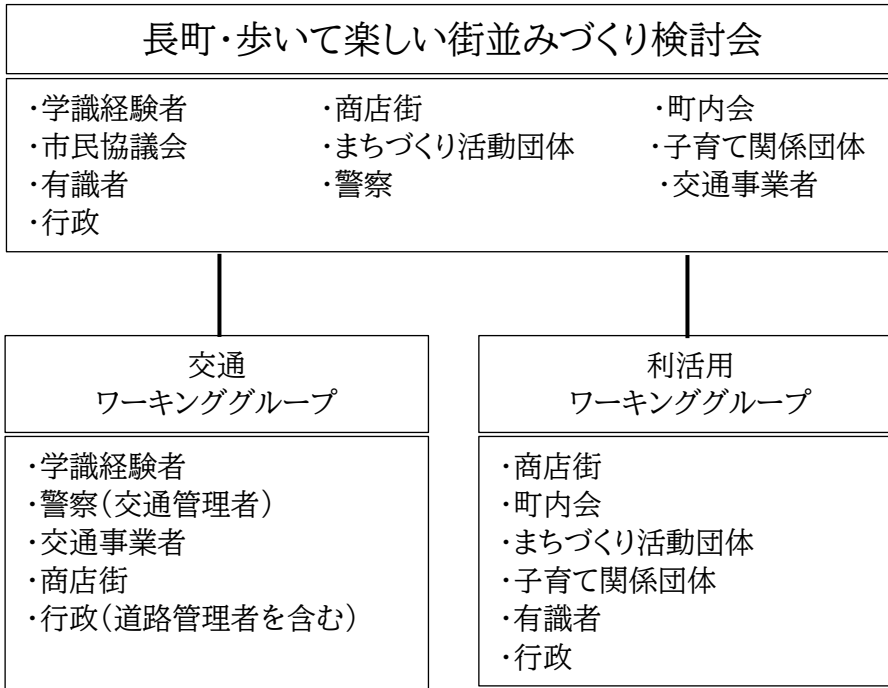 長町・歩いて楽しい街並みづくり検討会
・学識経験者 ・商店街 ・町内会
・市民協議会 ・まちづくり活動団体 ・子育て関係団体
・有識者 ・警察 ・交通事業者
・行政
交通
ワーキンググループ
・学識経験者
・警察(交通管理者)
・交通事業者
・商店街
・行政(道路管理者を含む)
利活用
ワーキンググループ
・商店街
・町内会
・まちづくり活動団体
・子育て関係団体
・有識者
・行政